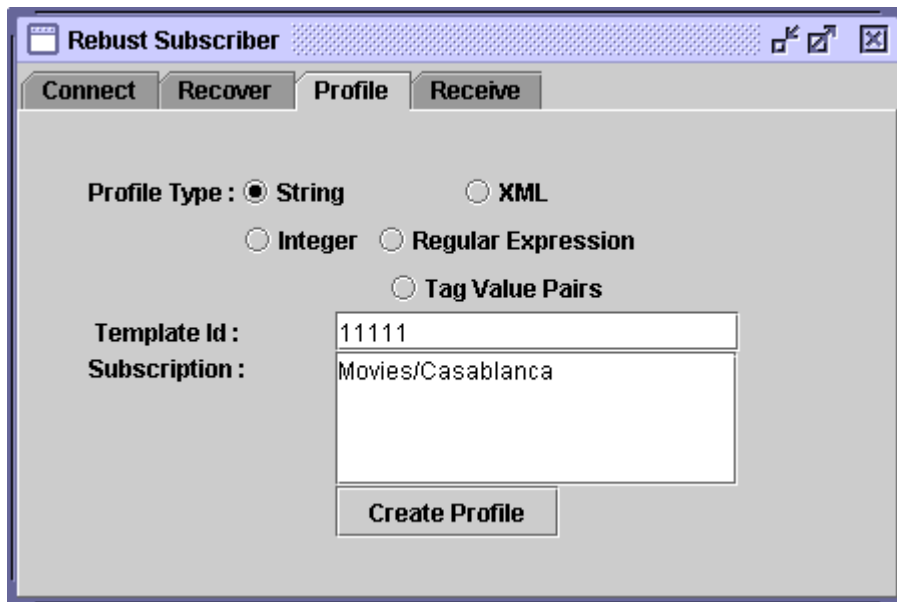 Rebust Subscriber
Connect Recover Profile Receive
Profile Type : String XML
Integer Regular Expression
Tag Value Pairs
Template Id : 11111
Subscription : Movies/Casablanca
Create Profile